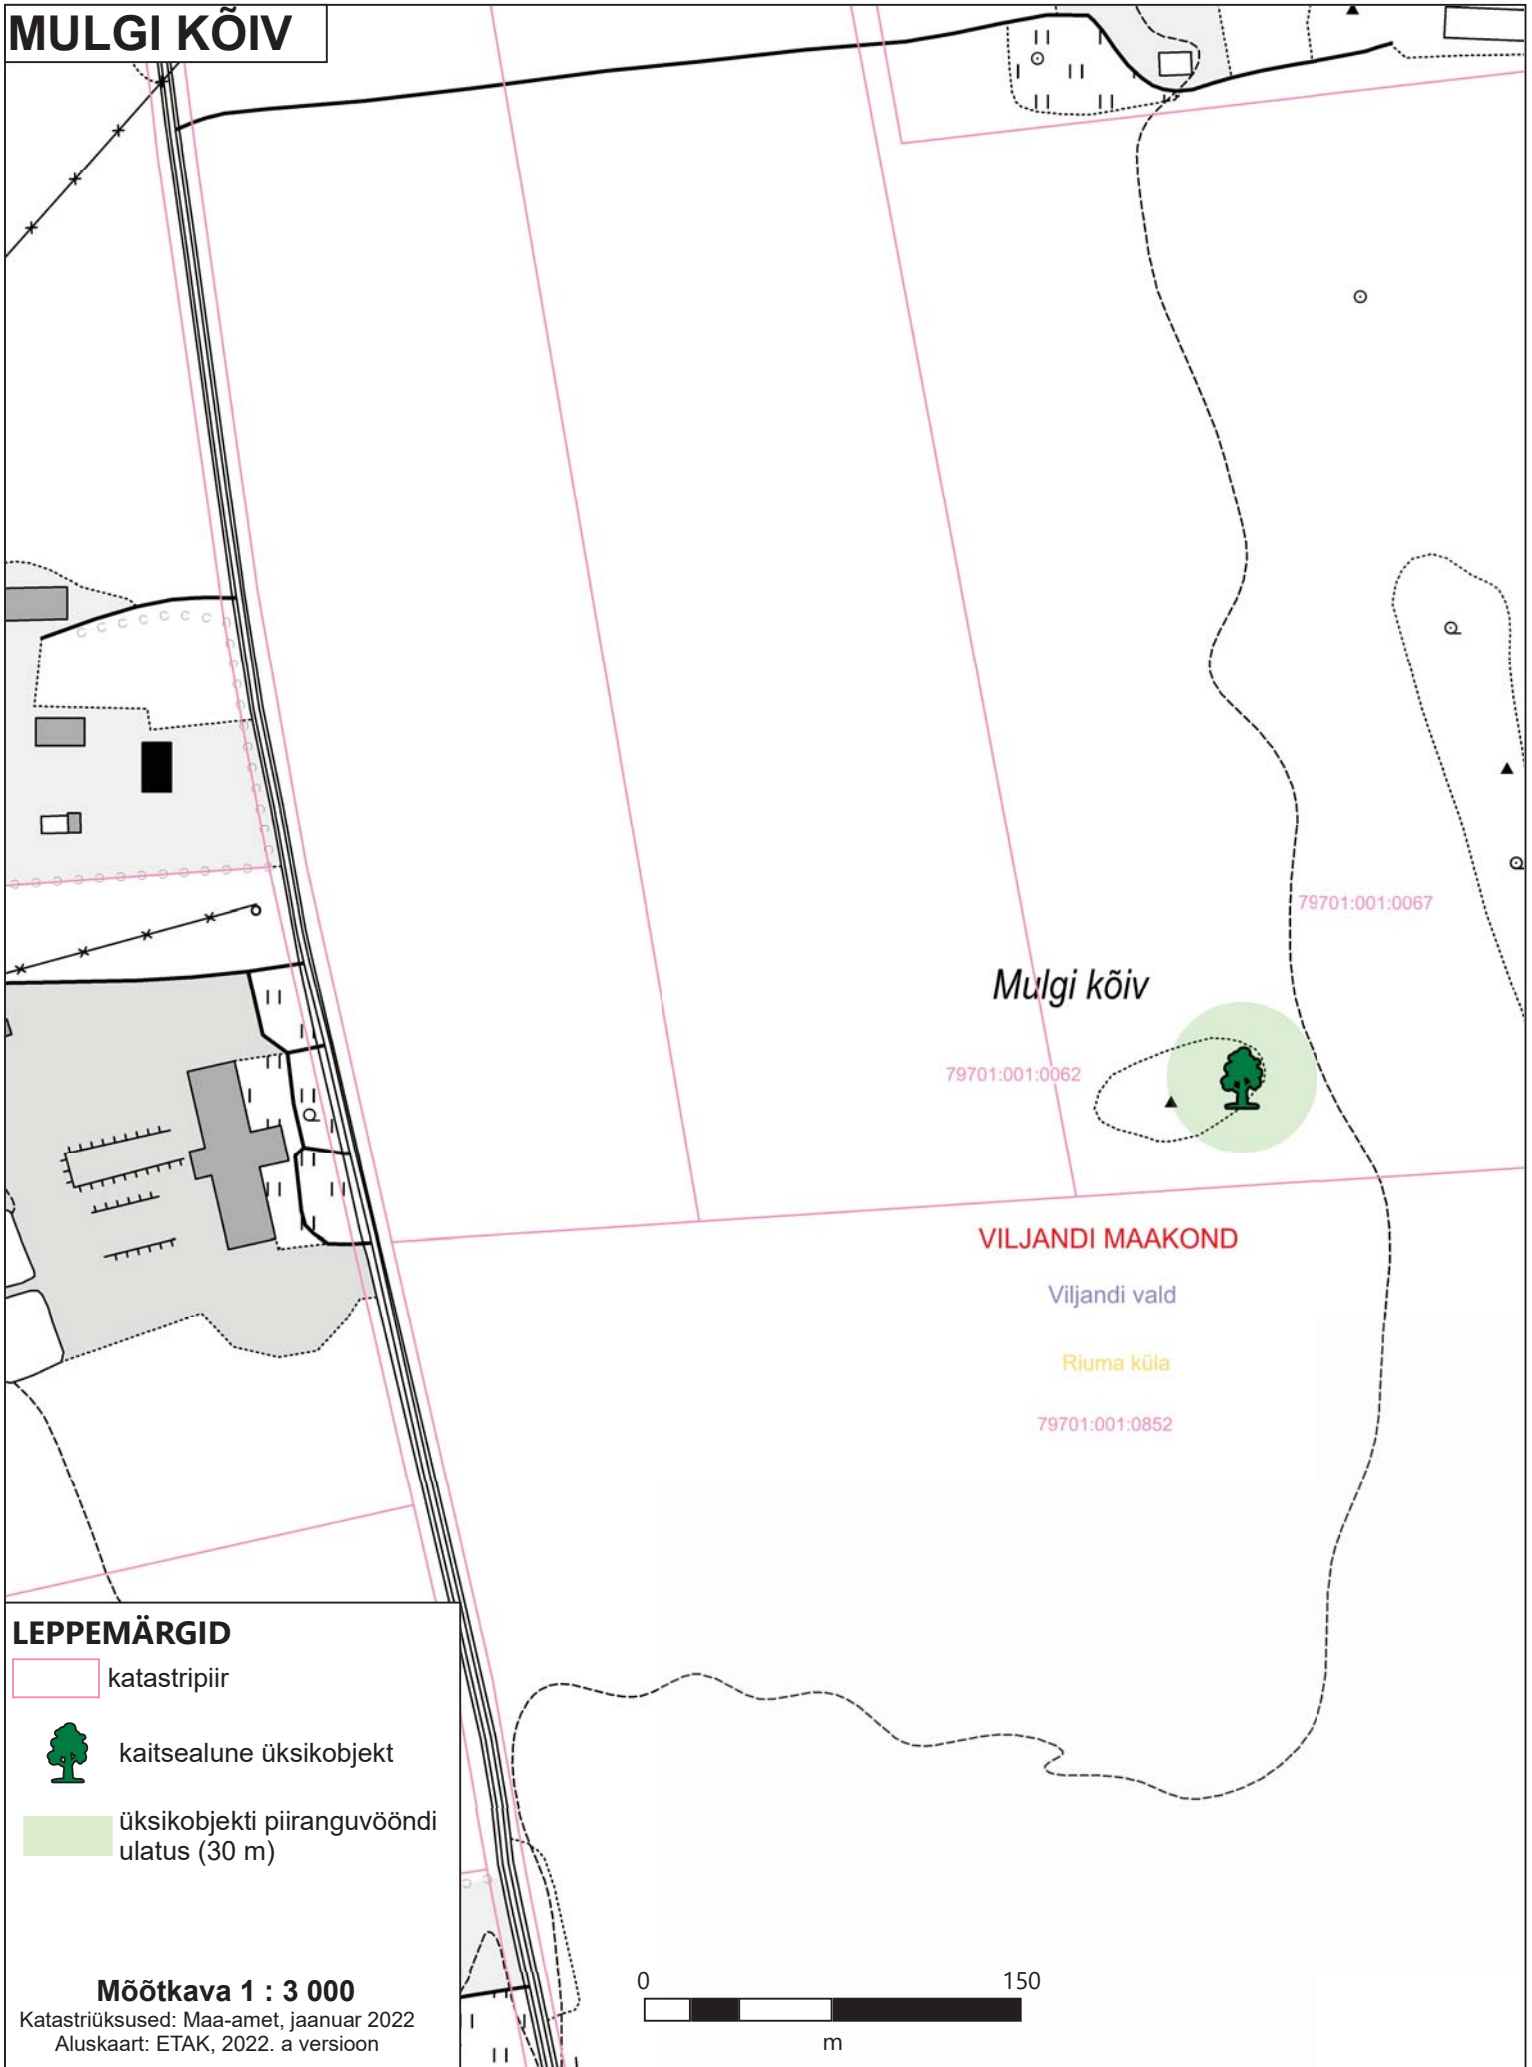 MULGI KÕIV
79701:001:0067
Mulgi kõiv
79701:001:0062
VILJANDI MAAKOND
Viljandi vald
Riuma küla
79701:001:0852
LEPPEMÄRGID
katastripiir
kaitsealune üksikobjekt
üksikobjekti piiranguvööndi
ulatus (30 m)
Mõõtkava 1 : 3 000
Katastriüksused: Maa-amet, jaanuar 2022
Aluskaart: ETAK, 2022. a versioon
0 150
m